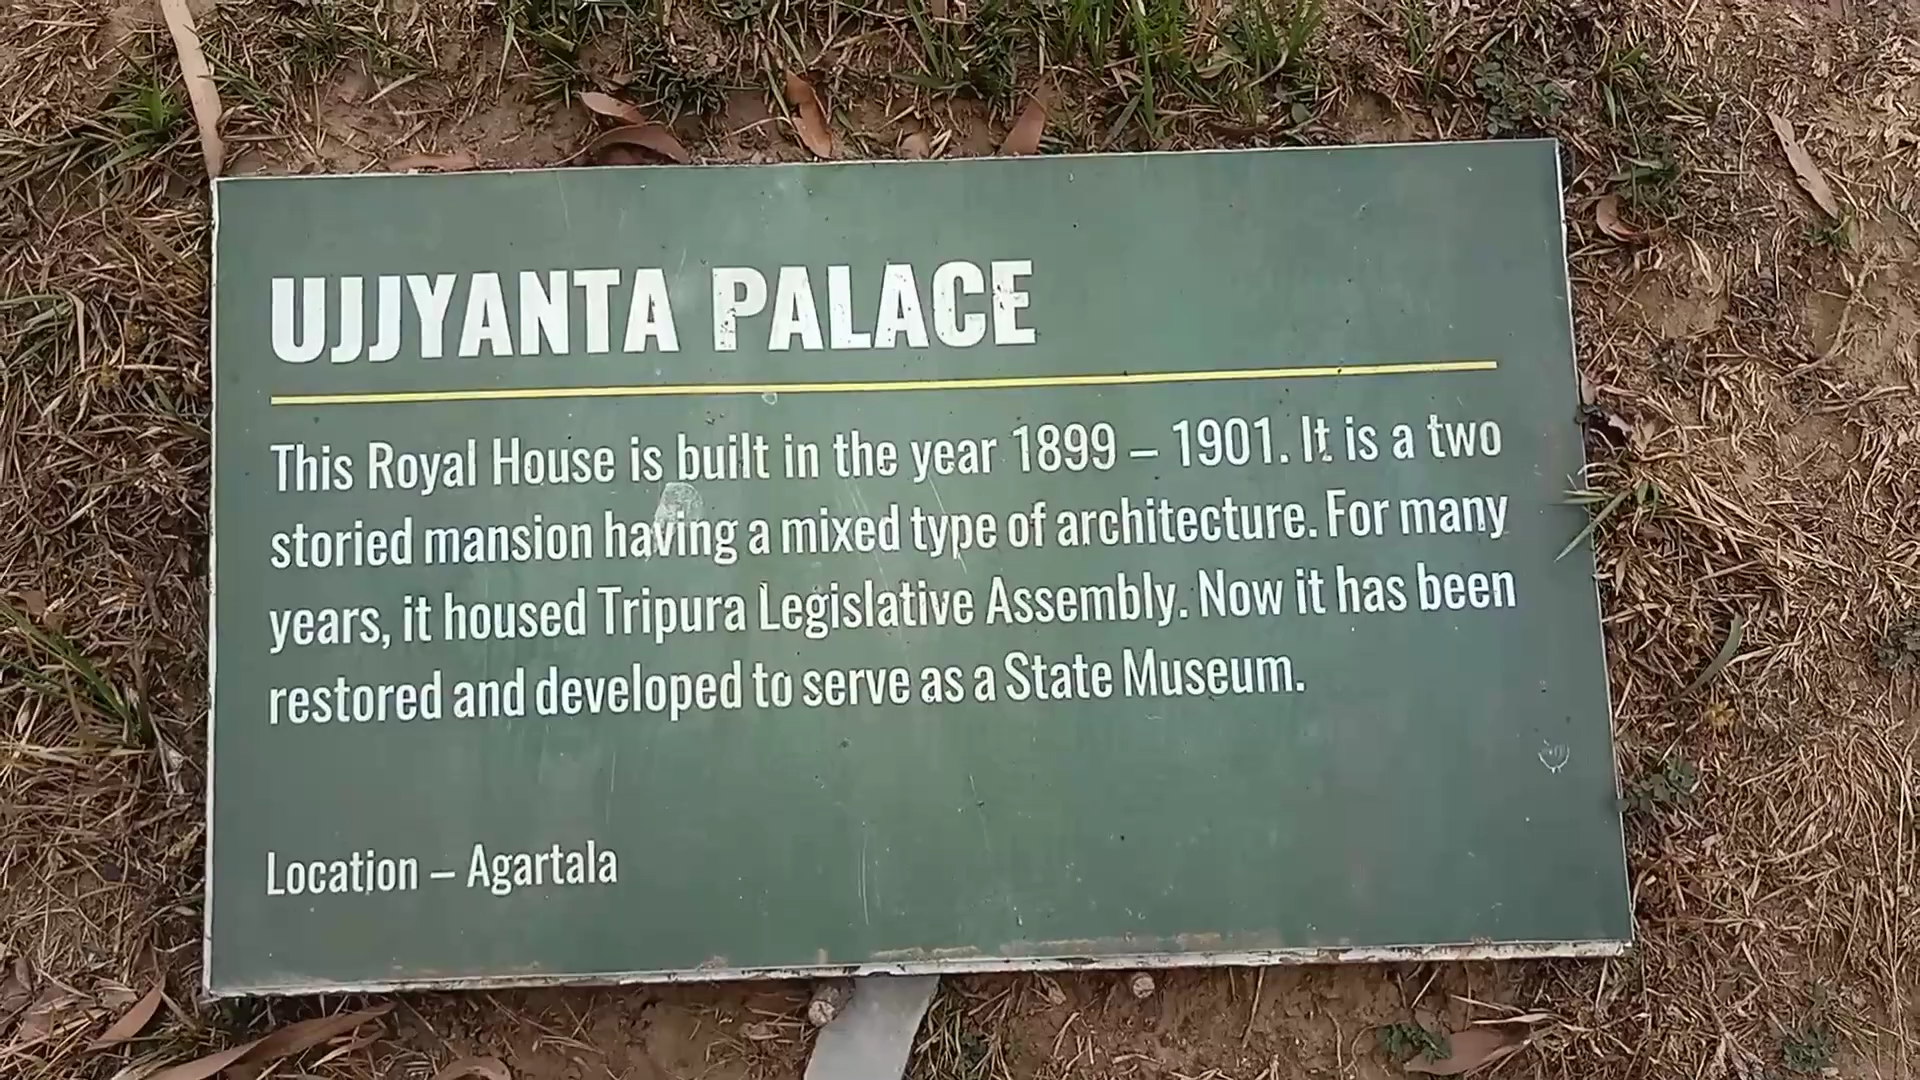 UJJYANTA PALACE
This Royal House is built in the year 1899 – 1901. It is a two
storied mansion having a mixed type of architecture. For many
years, it housed Tripura Legislative Assembly. Now it has been
restored and developed to serve as a State Museum.
Location – Agartala